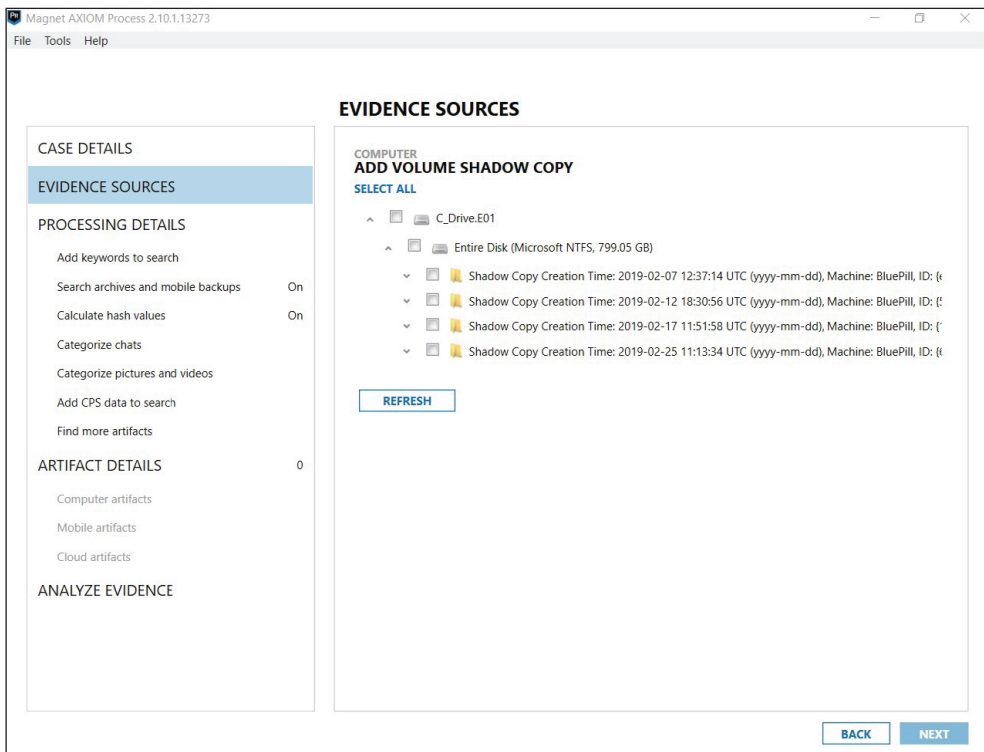 Magnet AXIOM Process 2.10.1.13273
File Tools Help
EVIDENCE SOURCES
CASE DETAILS
EVIDENCE SOURCES
PROCESSING DETAILS
Add keywords to search
Search archives and mobile backups On
Calculate hash values On
Categorize chats
Categorize pictures and videos
Add CPS data to search
Find more artifacts
ARTIFACT DETAILS 0
Computer artifacts
Mobile artifacts
Cloud artifacts
ANALYZE EVIDENCE
COMPUTER
ADD VOLUME SHADOW COPY
SELECT ALL
C_Drive.E01
Entire Disk (Microsoft NTFS, 799.05 GB)
Shadow Copy Creation Time: 2019-02-07 12:37:14 UTC (yyyy-mm-dd), Machine: BluePill, ID:
Shadow Copy Creation Time: 2019-02-12 18:30:56 UTC (yyyy-mm-dd), Machine: BluePill, ID:
Shadow Copy Creation Time: 2019-02-17 11:51:58 UTC (yyyy-mm-dd), Machine: BluePill, ID:
Shadow Copy Creation Time: 2019-02-25 11:13:34 UTC (yyyy-mm-dd), Machine: BluePill, ID:
REFRESH
BACK NEXT